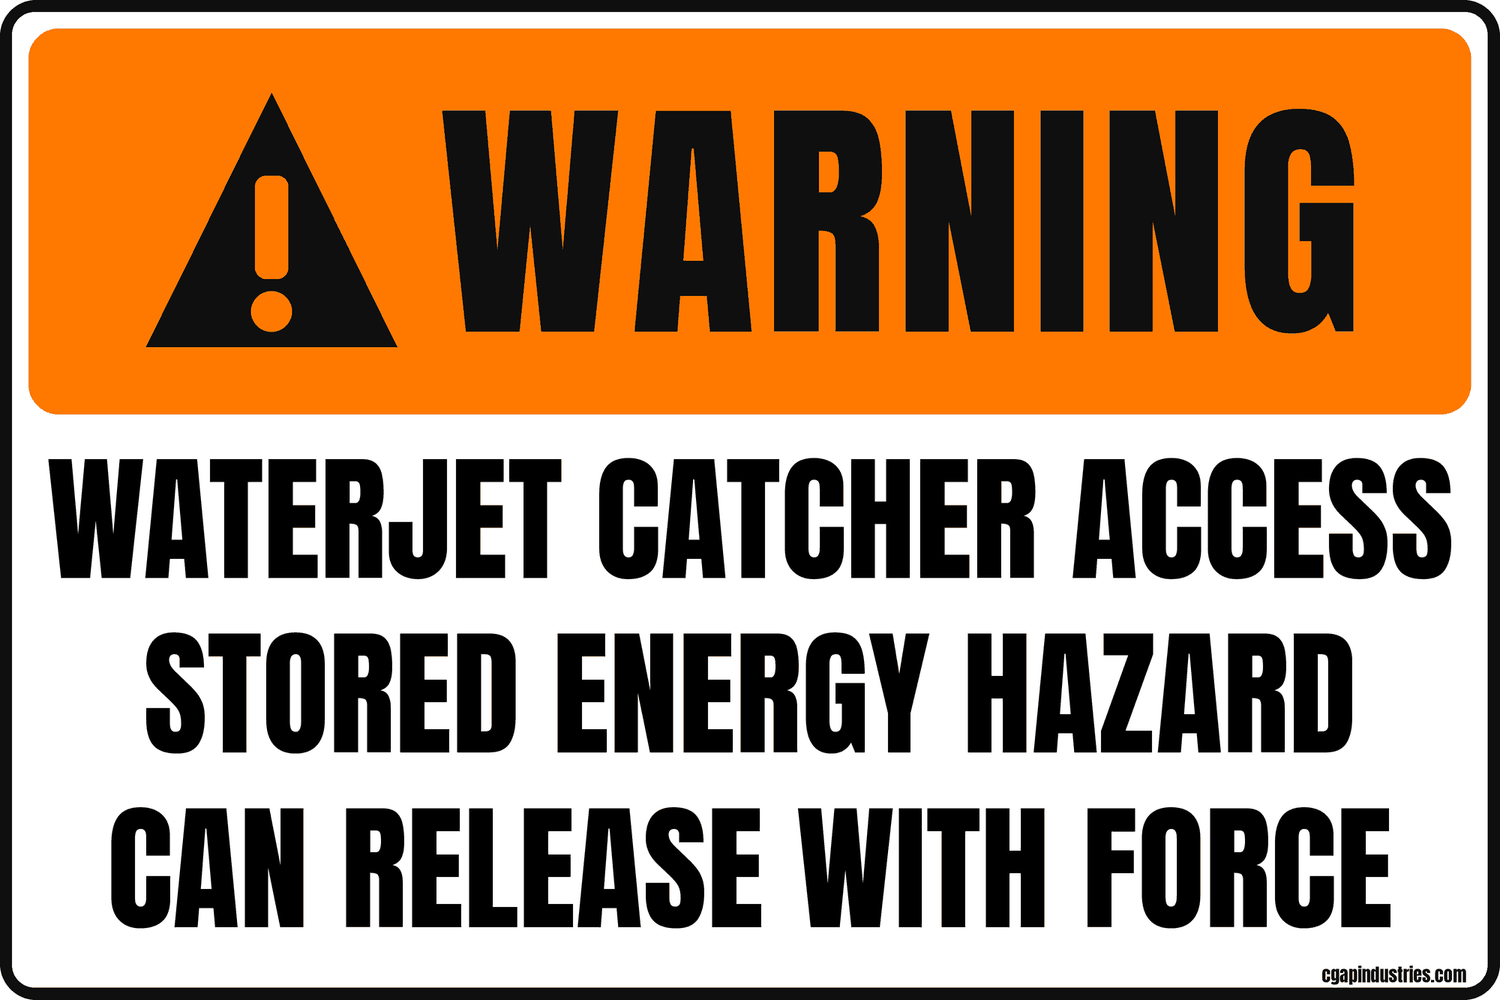 WARNING
WATERJET CATCHER ACCESS
STORED ENERGY HAZARD
CAN RELEASE WITH FORCE
cgapindustries.com